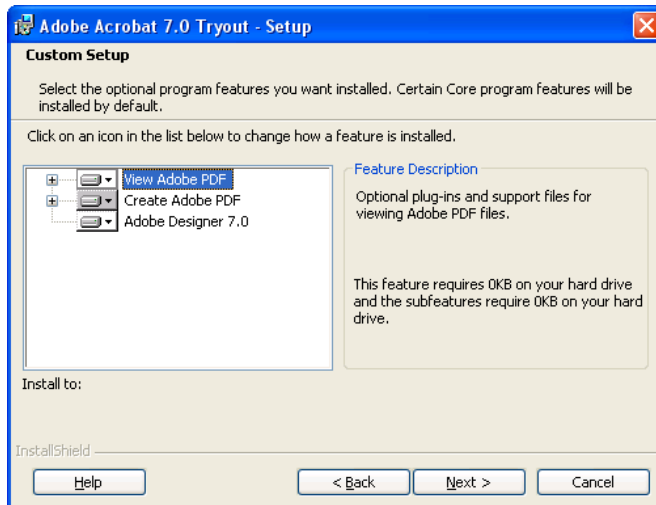 Adobe Acrobat 7.0 Tryout - Setup
Custom Setup
Select the optional program features you want installed. Certain Core program features will be
installed by default.
Click on an icon in the list below to change how a feature is installed.
View Adobe PDF
Create Adobe PDF
Adobe Designer 7.0
Feature Description
Optional plug-ins and support files for
viewing Adobe PDF files.
This feature requires 0KB on your hard drive
and the subfeatures require 0KB on your hard
drive.
Install to:
InstallShield
Help
< Back
Next >
Cancel